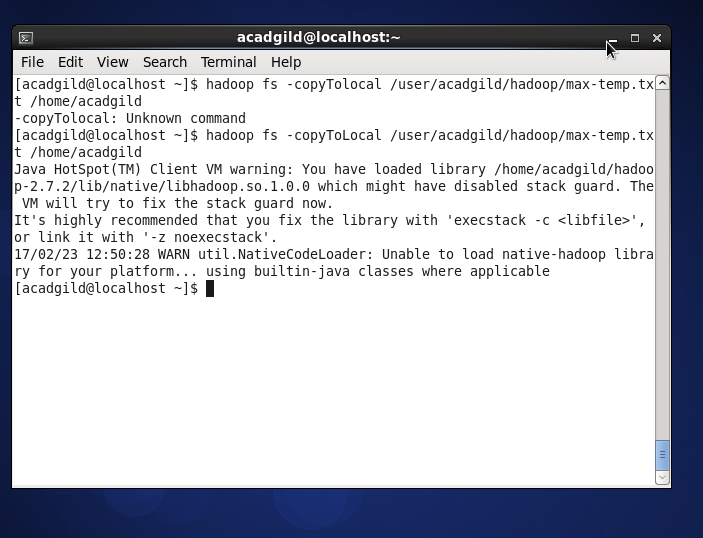 acadgild@localhost:~
File Edit View Search Terminal Help
[acadgild@localhost ~]$ hadoop fs -copyTolocal /user/acadgild/hadoop/max-temp.tx
t /home/acadgild
-copyTolocal: Unknown command
[acadgild@localhost ~]$ hadoop fs -copyToLocal /user/acadgild/hadoop/max-temp.tx
t /home/acadgild
Java HotSpot(TM) Client VM warning: You have loaded library /home/acadgild/hadoo
p-2.7.2/lib/native/libhadoop.so.1.0.0 which might have disabled stack guard. The
 VM will try to fix the stack guard now.
It's highly recommended that you fix the library with 'execstack -c <libfile>',
or link it with '-z noexecstack'.
17/02/23 12:50:28 WARN util.NativeCodeLoader: Unable to load native-hadoop libra
ry for your platform... using builtin-java classes where applicable
[acadgild@localhost ~]$